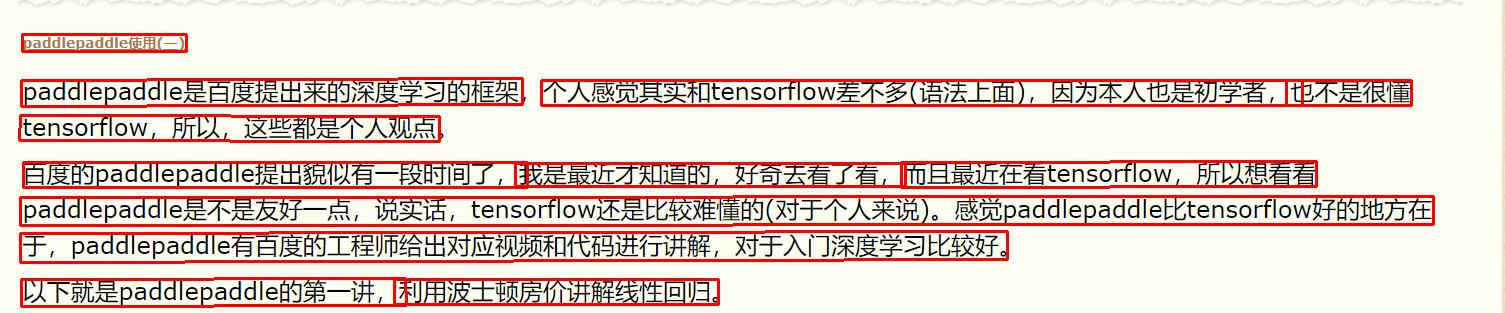 paddlepaddle使用(一)
paddlepaddle是百度提出来的深度学习的框架，个人感觉其实和tensorflow差不多(语法上面)，因为本人也是初学者，也不是很懂
tensorflow，所以，这些都是个人观点。
百度的paddlepaddle提出貌似有一段时间了，我是最近才知道的，好奇去看了看，而且最近在看tensorflow，所以想看看
paddlepaddle是不是友好一点，说实话，tensorflow还是比较难懂的(对于个人来说)。感觉paddlepaddle比tensorflow好的地方在
于，paddlepaddle有百度的工程师给出对应视频和代码进行讲解，对于入门深度学习比较好。
以下就是paddlepaddle的第一讲，利用波士顿房价讲解线性回归。